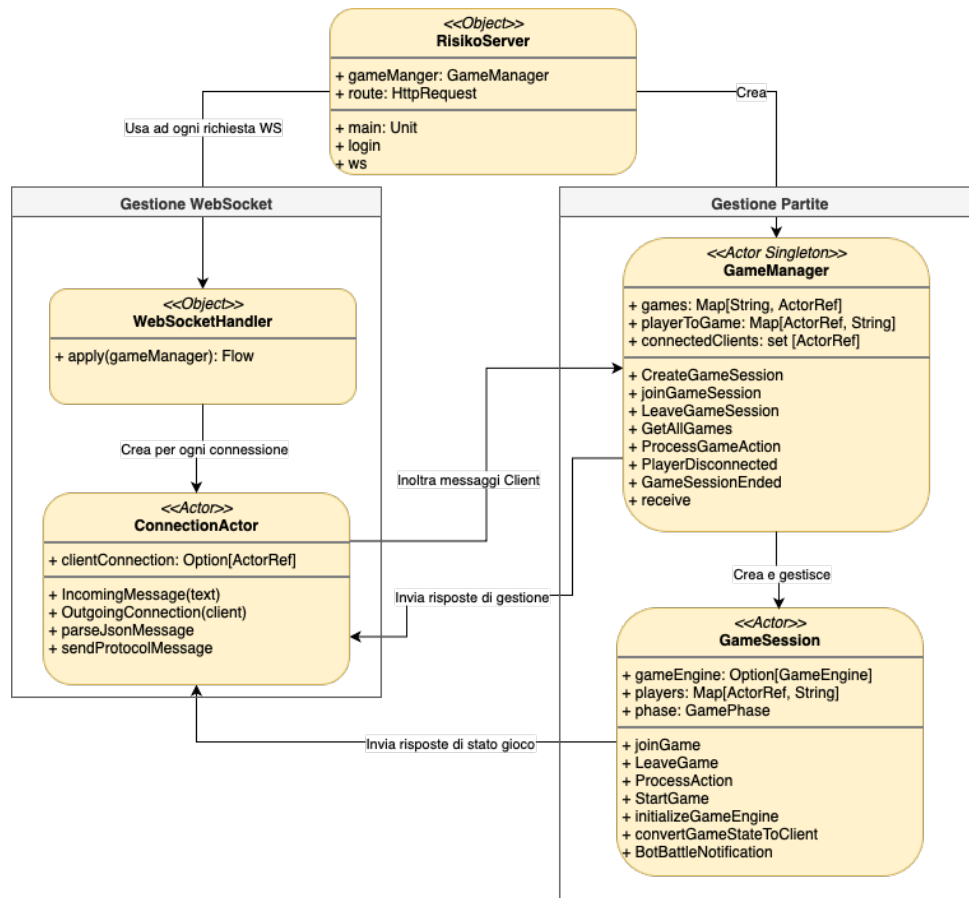 <<Object>>
RisikoServer
+ gameManger: GameManager
+ route: HttpRequest
+ main: Unit
+ login
+ ws
Crea
Usa ad ogni richiesta WS
Gestione WebSocket
Gestione Partite
<<Object>>
WebSocketHandler
+ apply(gameManager): Flow
Crea per ogni connessione
<<Actor>>
ConnectionActor
+ clientConnection: Option[ActorRef]
+ IncomingMessage(text)
+ OutgoingConnection(client)
+ parseJsonMessage
+ sendProtocolMessage
Inoltra messaggi Client
Invia risposte di gestione
Invia risposte di stato gioco
<<Actor Singleton>>
GameManager
+ games: Map[String, ActorRef]
+ playerToGame: Map[ActorRef, String]
+ connectedClients: set [ActorRef]
+ CreateGameSession
+ joinGameSession
+ LeaveGameSession
+ GetAllGames
+ ProcessGameAction
+ PlayerDisconnected
+ GameSessionEnded
+ receive
Crea e gestisce
<<Actor>>
GameSession
+ gameEngine: Option[GameEngine]
+ players: Map[ActorRef, String]
+ phase: GamePhase
+ joinGame
+ LeaveGame
+ ProcessAction
+ StartGame
+ initializeGameEngine
+ convertGameStateToClient
+ BotBattleNotification